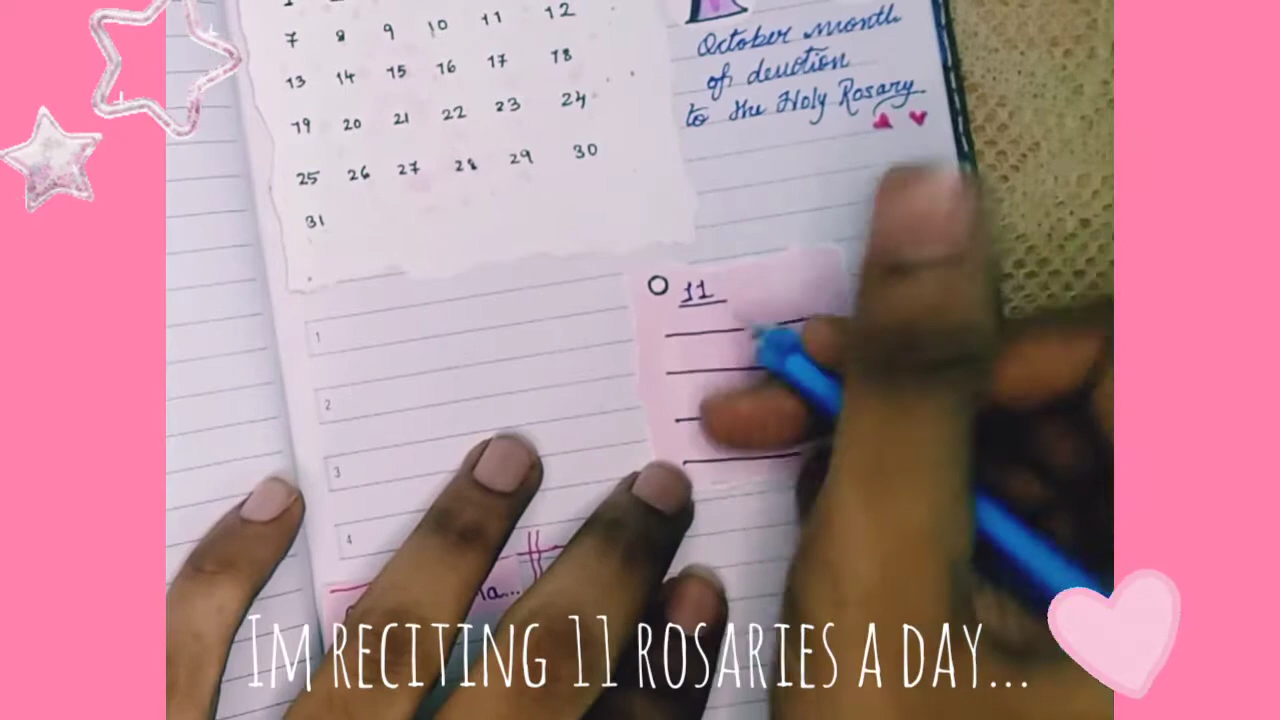 7 8 9 10 11 12
13 14 15 16 17 18
19 20 21 22 23 24
25 26 27 28 29 30
31
October month
of devotion
to the Holy Rosary
11
1
2
3
4
Im reciting 11 rosaries a day...